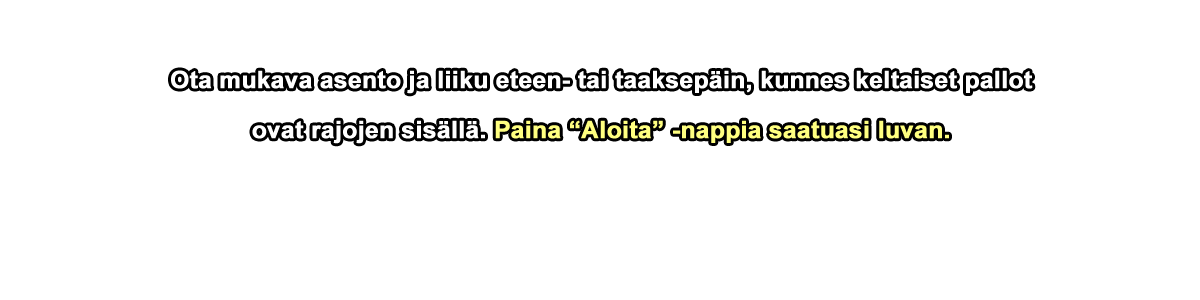 Ota mukava asento ja liiku eteen- tai taaksepäin, kunnes keltaiset pallot
ovat rajojen sisällä. Paina “Aloita” -nappia saatuasi luvan.